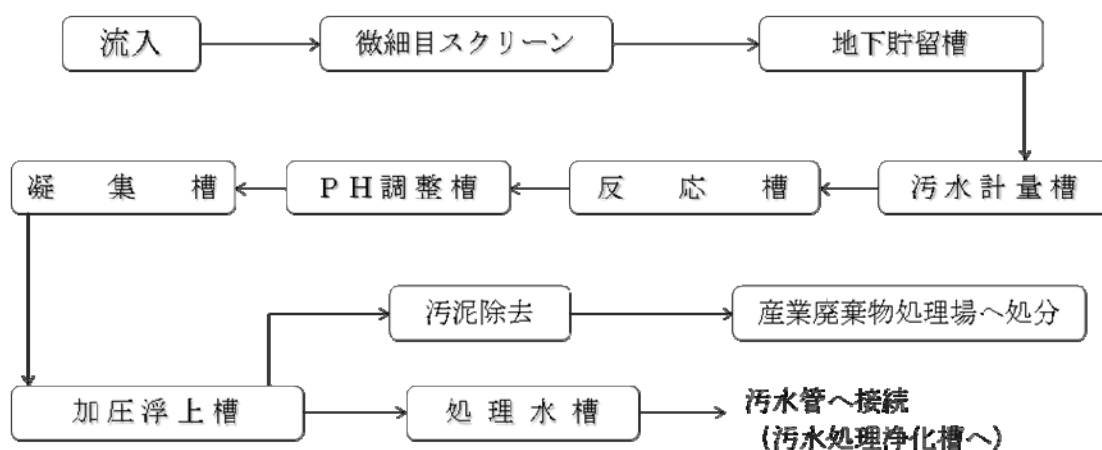 流入
微細目スクリーン
地下貯留槽
汚水計量槽
反応槽
ＰＨ調整槽
凝集槽
加圧浮上槽
汚泥除去
産業廃棄物処理場へ処分
処理水槽
汚水管へ接続
（汚水処理浄化槽へ）